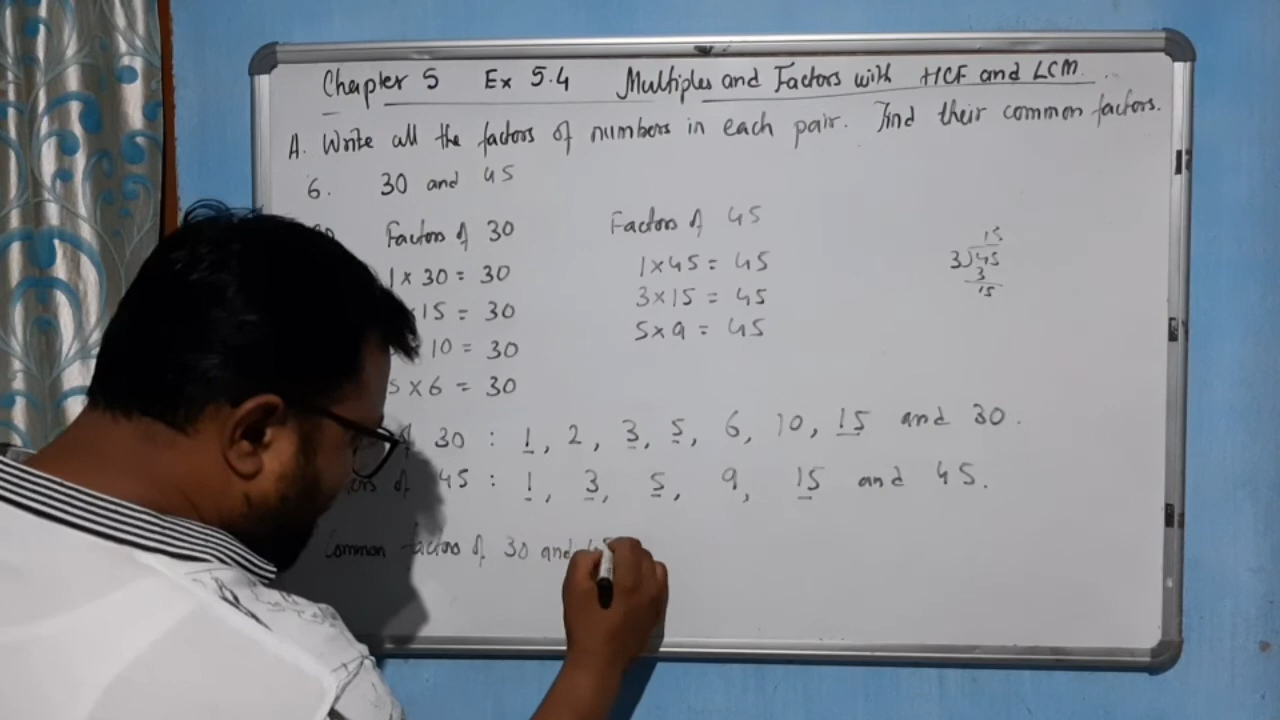 Chapter 5 Ex 5.4 Multiples and Factors with HCF and LCM.
A. Write all the factors of numbers in each pair. Find their common factors.
6. 30 and 45
Factors of 30
1 x 30 = 30
15 = 30
10 = 30
5 x 6 = 30
Factors of 45
1 x 45 = 45
3 x 15 = 45
5 x 9 = 45
15
3)45
3
15
30 : 1, 2, 3, 5, 6, 10, 15 and 30.
of 45 : 1, 3, 5, 9, 15 and 45.
Common factors of 30 and